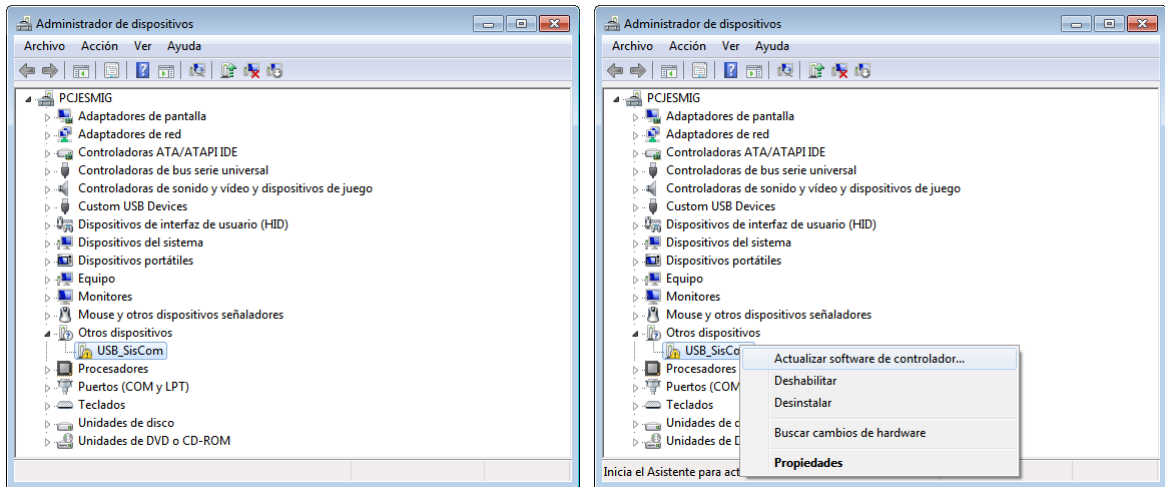 Administrador de dispositivos
Archivo Acción Ver Ayuda
PCJESMIG
Adaptadores de pantalla
Adaptadores de red
Controladoras ATA/ATAPI IDE
Controladoras de bus serie universal
Controladoras de sonido y vídeo y dispositivos de juego
Custom USB Devices
Dispositivos de interfaz de usuario (HID)
Dispositivos del sistema
Dispositivos portátiles
Equipo
Monitores
Mouse y otros dispositivos señaladores
Otros dispositivos
USB_SisCom
Procesadores
Puertos (COM y LPT)
Teclados
Unidades de disco
Unidades de DVD o CD-ROM
Administrador de dispositivos
Archivo Acción Ver Ayuda
PCJESMIG
Adaptadores de pantalla
Adaptadores de red
Controladoras ATA/ATAPI IDE
Controladoras de bus serie universal
Controladoras de sonido y vídeo y dispositivos de juego
Custom USB Devices
Dispositivos de interfaz de usuario (HID)
Dispositivos del sistema
Dispositivos portátiles
Equipo
Monitores
Mouse y otros dispositivos señaladores
Otros dispositivos
USB_SisCo
Procesadores
Puertos (COM
Teclados
Unidades de d
Unidades de D
Actualizar software de controlador...
Deshabilitar
Desinstalar
Buscar cambios de hardware
Propiedades
Inicia el Asistente para act